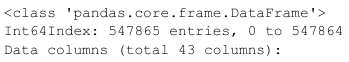 <class 'pandas.core.frame.DataFrame'>
Int64Index: 547865 entries, 0 to 547864
Data columns (total 43 columns):